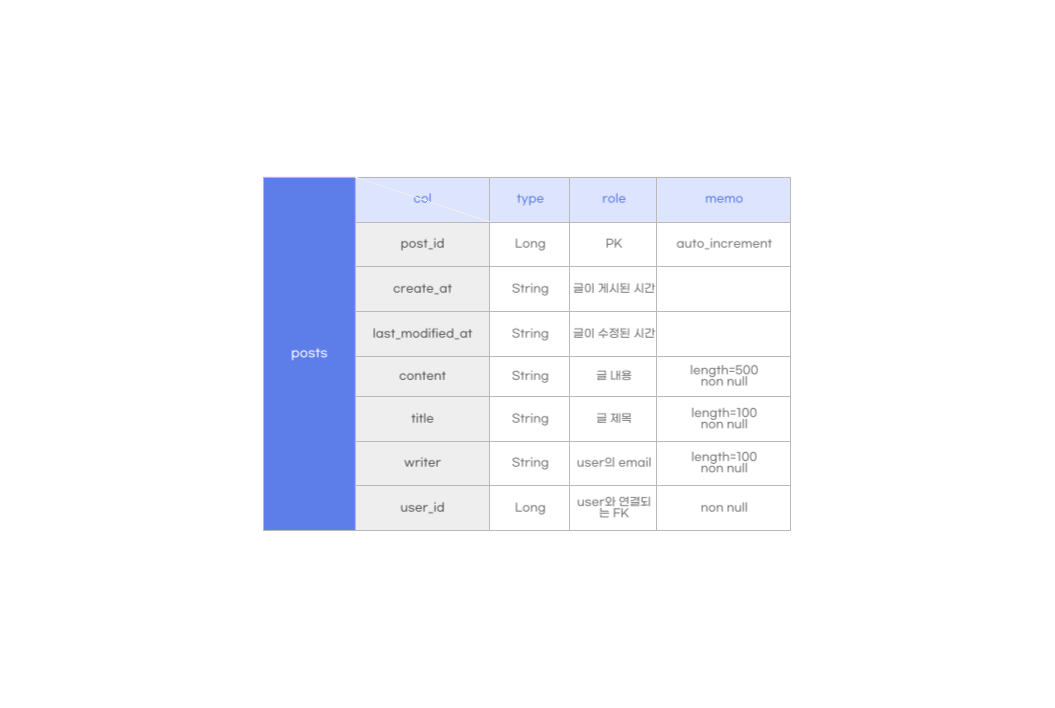 posts
col type role memo
post_id Long PK auto_increment
create_at String 글이 게시된 시간
last_modified_at String 글이 수정된 시간
content String 글 내용 length=500
non null
title String 글 제목 length=100
non null
writer String user의 email length=100
non null
user_id Long user와 연결되
는 FK non null